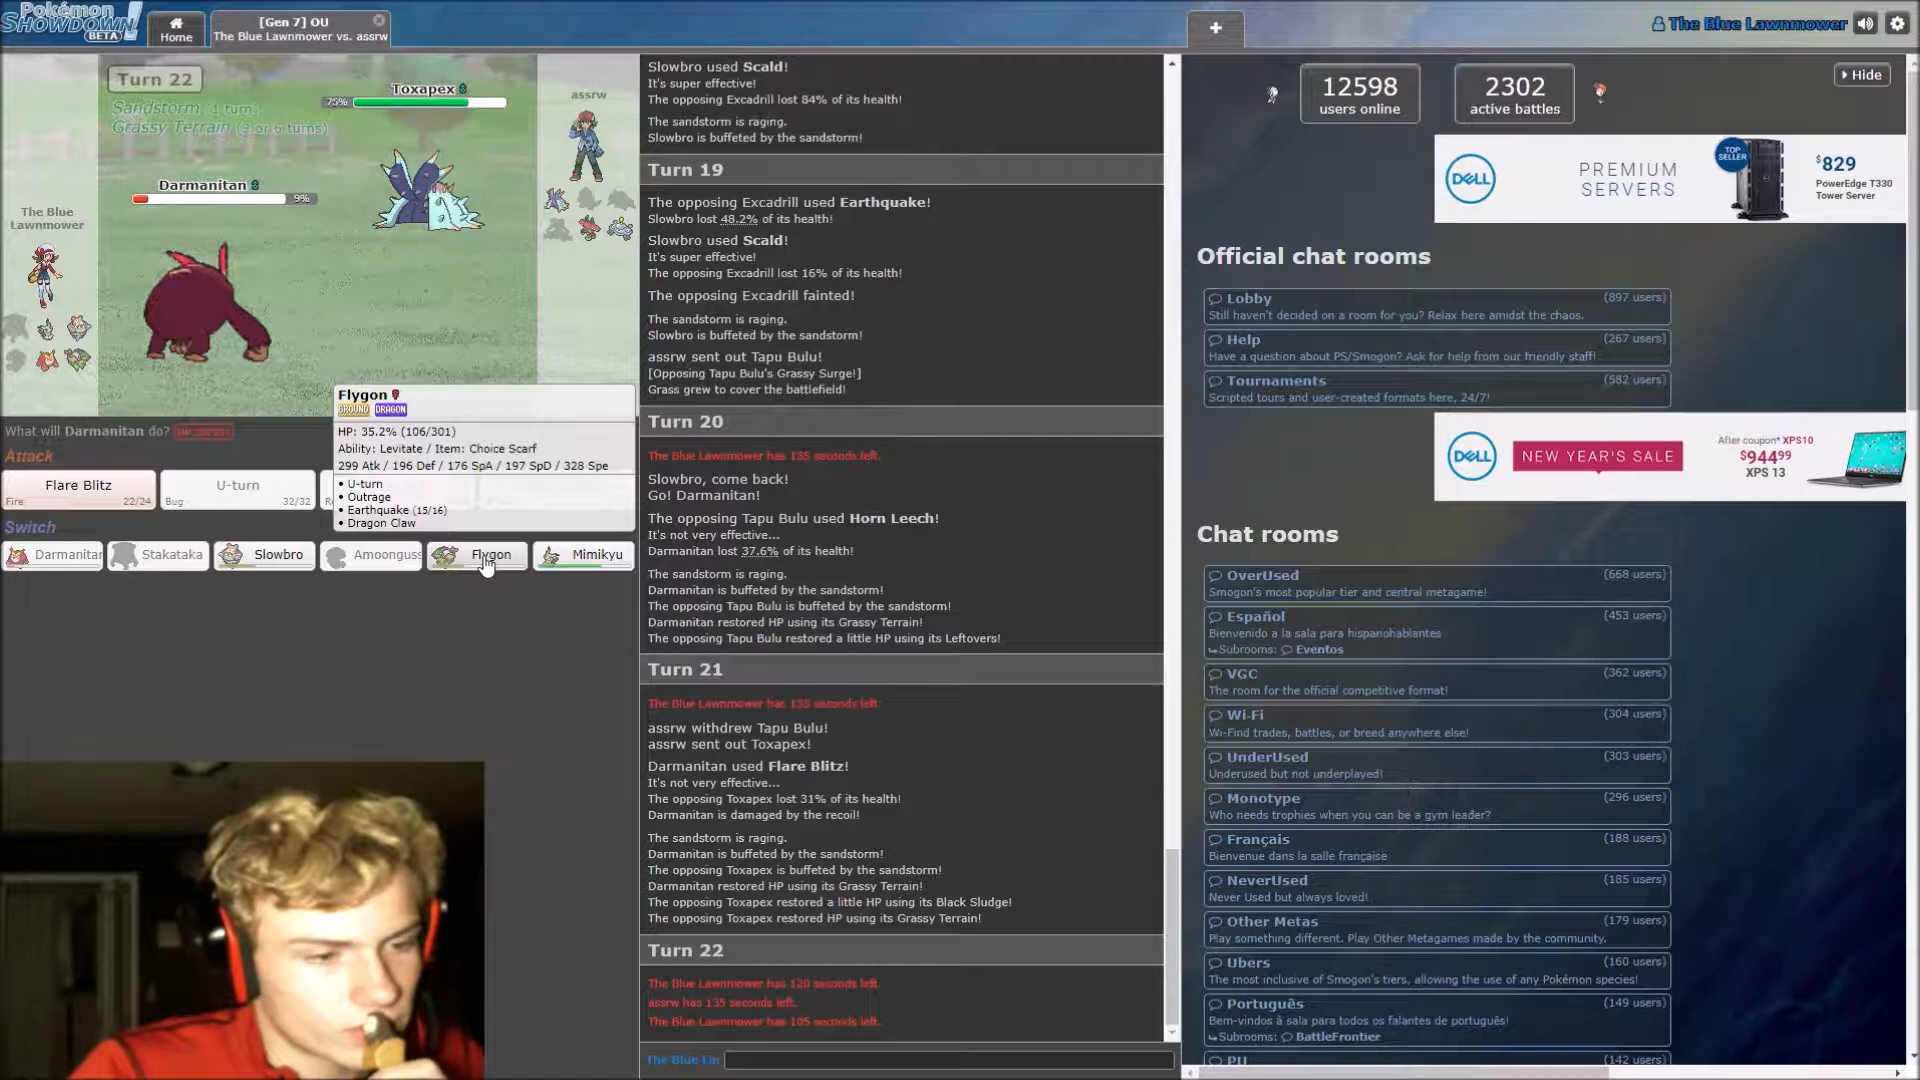 Pokémon
SHOWDOWN!
BETA
Home
[Gen 7] OU
The Blue Lawnmower vs. assrw
+
The Blue Lawnmower
Turn 22
Sandstorm (1 turn)
Grassy Terrain (3 or 6 turns)
Toxapex
75%
Darmanitan
9%
The Blue
Lawnmower
assrw
What will Darmanitan do?
Attack
Flare Blitz
Fire 22/24
U-turn
Bug 32/32
Flygon
GROUND DRAGON
HP: 35.2% (106/301)
Ability: Levitate / Item: Choice Scarf
299 Atk / 196 Def / 176 SpA / 197 SpD / 328 Spe
• U-turn
• Outrage
• Earthquake (15/16)
• Dragon Claw
Switch
Darmanitan
Stakataka
Slowbro
Amoongus
Flygon
Mimikyu
Slowbro used Scald!
It's super effective!
The opposing Excadrill lost 84% of its health!
The sandstorm is raging.
Slowbro is buffeted by the sandstorm!
Turn 19
The opposing Excadrill used Earthquake!
Slowbro lost 48.2% of its health!
Slowbro used Scald!
It's super effective!
The opposing Excadrill lost 16% of its health!
The opposing Excadrill fainted!
The sandstorm is raging.
Slowbro is buffeted by the sandstorm!
assrw sent out Tapu Bulu!
[Opposing Tapu Bulu's Grassy Surge!]
Grass grew to cover the battlefield!
Turn 20
The Blue Lawnmower has 135 seconds left.
Slowbro, come back!
Go! Darmanitan!
The opposing Tapu Bulu used Horn Leech!
It's not very effective...
Darmanitan lost 37.6% of its health!
The sandstorm is raging.
Darmanitan is buffeted by the sandstorm!
The opposing Tapu Bulu is buffeted by the sandstorm!
Darmanitan restored HP using its Grassy Terrain!
The opposing Tapu Bulu restored a little HP using its Leftovers!
Turn 21
The Blue Lawnmower has 135 seconds left.
assrw withdrew Tapu Bulu!
assrw sent out Toxapex!
Darmanitan used Flare Blitz!
It's not very effective...
The opposing Toxapex lost 31% of its health!
Darmanitan is damaged by the recoil!
The sandstorm is raging.
Darmanitan is buffeted by the sandstorm!
The opposing Toxapex is buffeted by the sandstorm!
Darmanitan restored HP using its Grassy Terrain!
The opposing Toxapex restored a little HP using its Black Sludge!
The opposing Toxapex restored HP using its Grassy Terrain!
Turn 22
The Blue Lawnmower has 120 seconds left.
assrw has 135 seconds left.
The Blue Lawnmower has 105 seconds left.
The Blue Lin
12598
users online
2302
active battles
Hide
DELL
PREMIUM
SERVERS
TOP
SELLER
$829
PowerEdge T330
Tower Server
Official chat rooms
Lobby (897 users)
Still haven't decided on a room for you? Relax here amidst the chaos.
Help (267 users)
Have a question about PS/Smogon? Ask for help from our friendly staff!
Tournaments (582 users)
Scripted tours and user-created formats here, 24/7!
DELL
NEW YEAR'S SALE
After coupon* XPS10
$944.99
XPS 13
Chat rooms
OverUsed (668 users)
Smogon's most popular tier and central metagame!
Español (453 users)
Bienvenido a la sala para hispanohablantes
Subrooms: Eventos
VGC (362 users)
The room for the official competitive format!
Wi-Fi (304 users)
Wi-Find trades, battles, or breed anywhere else!
UnderUsed (303 users)
Underused but not underplayed!
Monotype (296 users)
Who needs trophies when you can be a gym leader?
Français (188 users)
Bienvenue dans la salle française
NeverUsed (185 users)
Never Used but always loved!
Other Metas (179 users)
Play something different. Play Other Metagames made by the community.
Ubers (160 users)
The most inclusive of Smogon's tiers, allowing the use of any Pokémon species!
Português (149 users)
Bem-vindos à sala para todos os falantes de português!
Subrooms: BattleFrontier
PU (142 users)